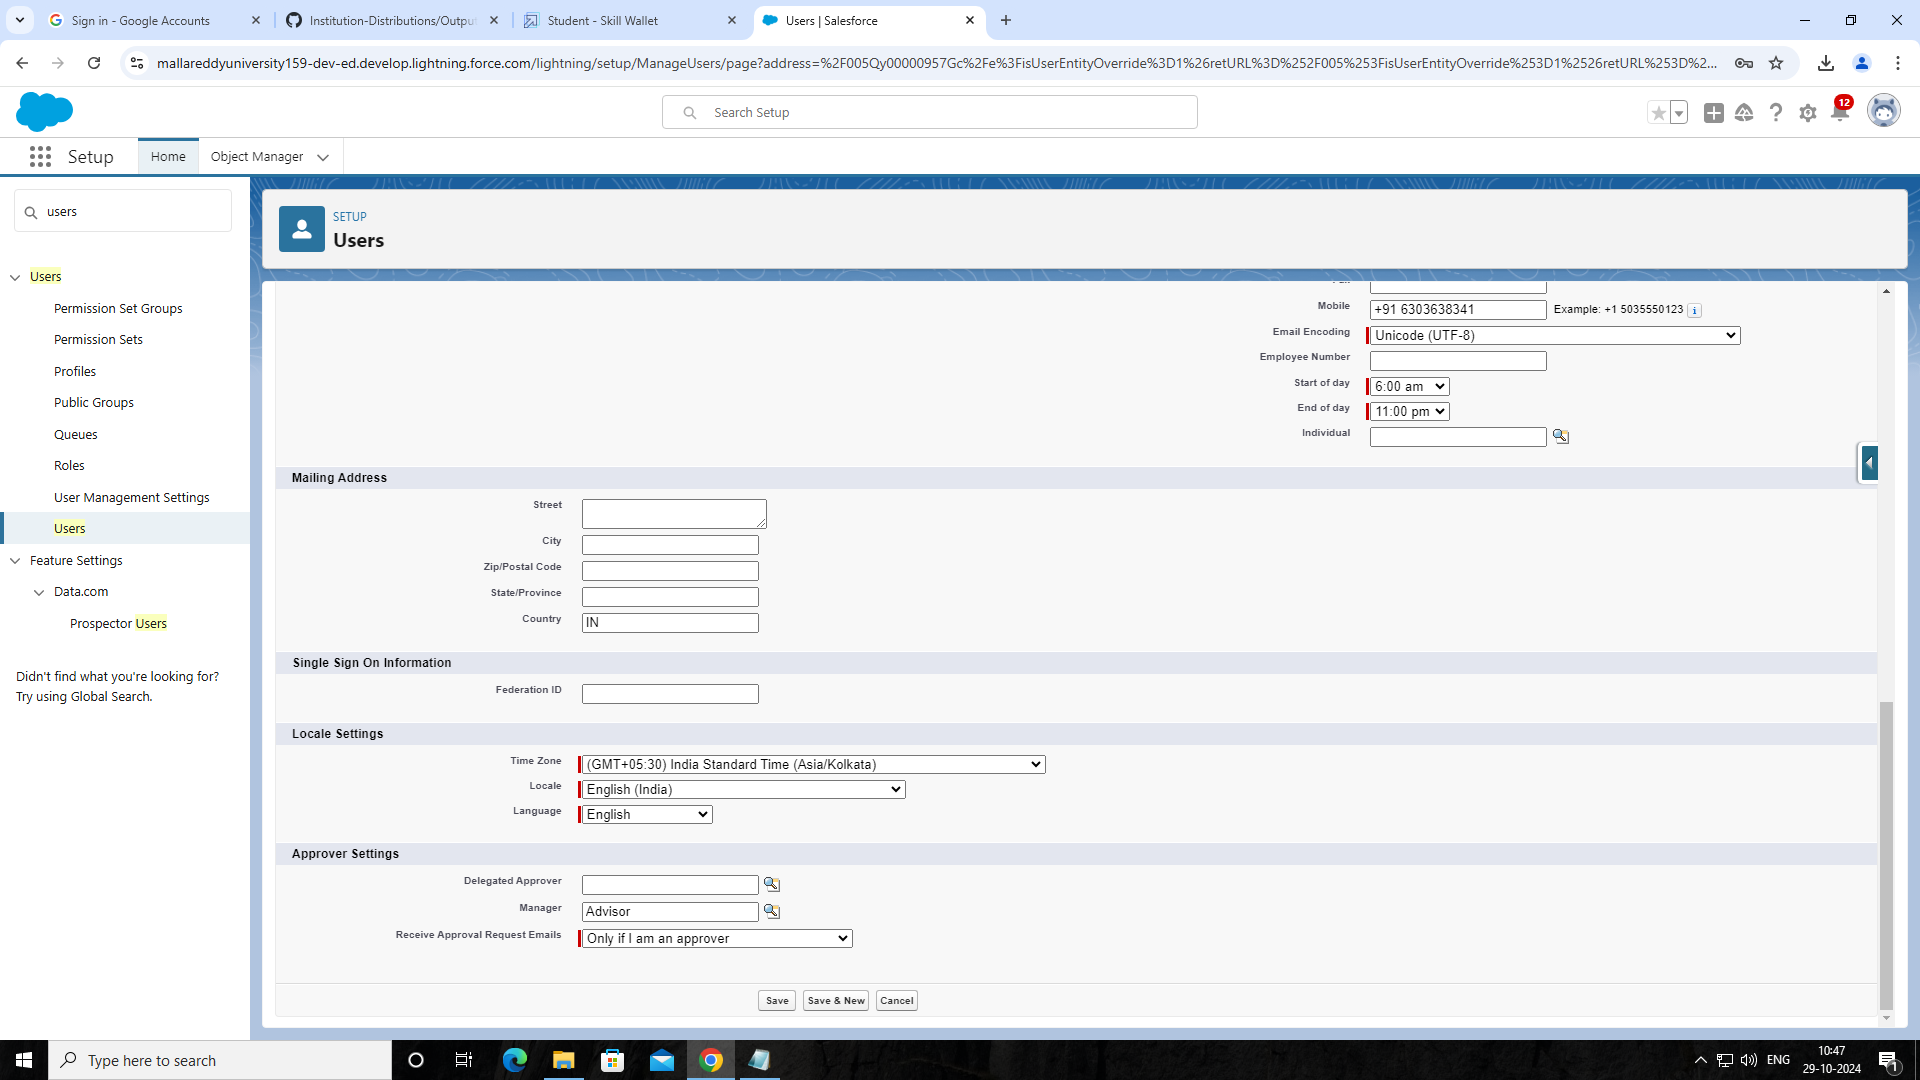 Sign in - Google Accounts
Institution-Distributions/Outpu
Student - Skill Wallet
Users | Salesforce
mallareddyuniversity159-dev-ed.develop.lightning.force.com/lightning/setup/ManageUsers/page?address=%2F005Qy00000957Gc%2Fe%3FisUserEntityOverride%3D1%26retURL%3D%252F005%253FisUserEntityOverride%253D1%2526retURL%253D%2...
Search Setup
12
Setup
Home
Object Manager
users
SETUP
Users
Users
Permission Set Groups
Permission Sets
Profiles
Public Groups
Queues
Roles
User Management Settings
Users
Feature Settings
Data.com
Prospector Users
Didn't find what you're looking for?
Try using Global Search.
Mobile +91 6303638341 Example: +1 5035550123 i
Email Encoding Unicode (UTF-8)
Employee Number
Start of day 6:00 am
End of day 11:00 pm
Individual
Mailing Address
Street
City
Zip/Postal Code
State/Province
Country IN
Single Sign On Information
Federation ID
Locale Settings
Time Zone (GMT+05:30) India Standard Time (Asia/Kolkata)
Locale English (India)
Language English
Approver Settings
Delegated Approver
Manager Advisor
Receive Approval Request Emails Only if I am an approver
Save Save & New Cancel
Type here to search
ENG
10:47
29-10-2024
1